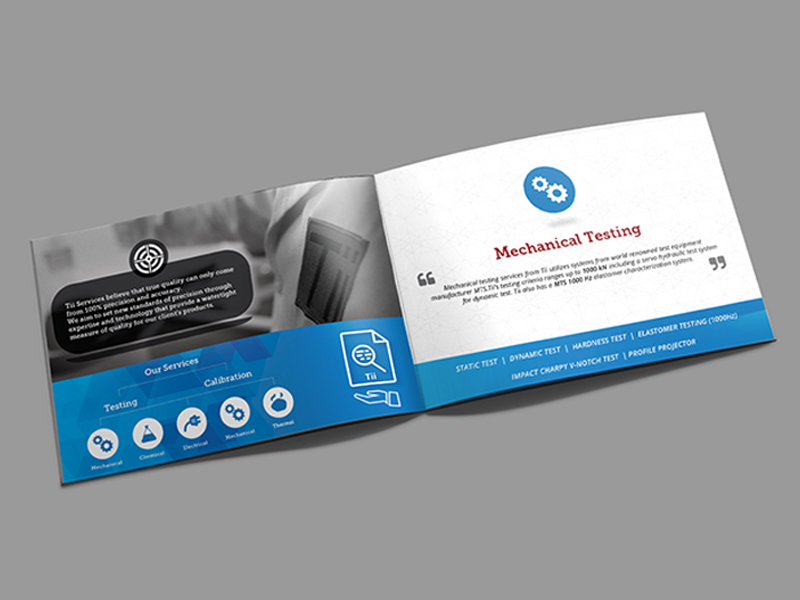 Tii Services believe that true quality can only come
from 100% precision and accuracy.
We aim to set new standards of precision through
expertise and technology that provide a watertight
measure of quality for our client's products.
Our Services
Testing
Calibration
Mechanical
Chemical
Electrical
Mechanical
Thermal
Tii
Mechanical Testing
“ Mechanical testing services from Tii utilizes systems from world renowned test equipment
manufacturer MTS.Tii's testing criteria ranges up to 1000 kN including a servo hydraulic test system
for dynamic test. Tii also has a MTS 1000 Hz elastomer characterization system. ”
STATIC TEST | DYNAMIC TEST | HARDNESS TEST | ELASTOMER TESTING (1000Hz)
IMPACT CHARPY V-NOTCH TEST | PROFILE PROJECTOR